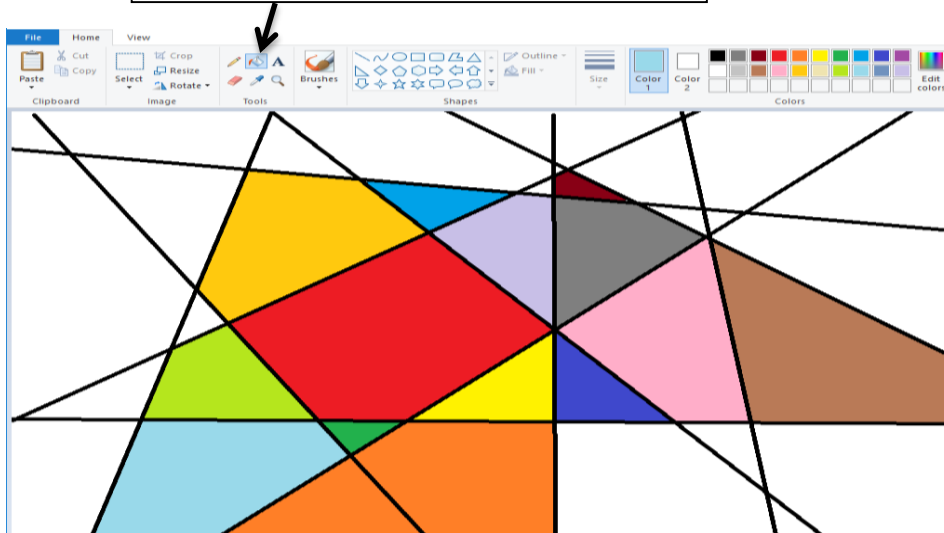 File Home View
Cut
Copy
Paste
Clipboard
Crop
Resize
Rotate
Select
Image
A
Tools
Brushes
Outline
Fill
Shapes
Size
Color
1
Color
2
Colors
Edit
colors